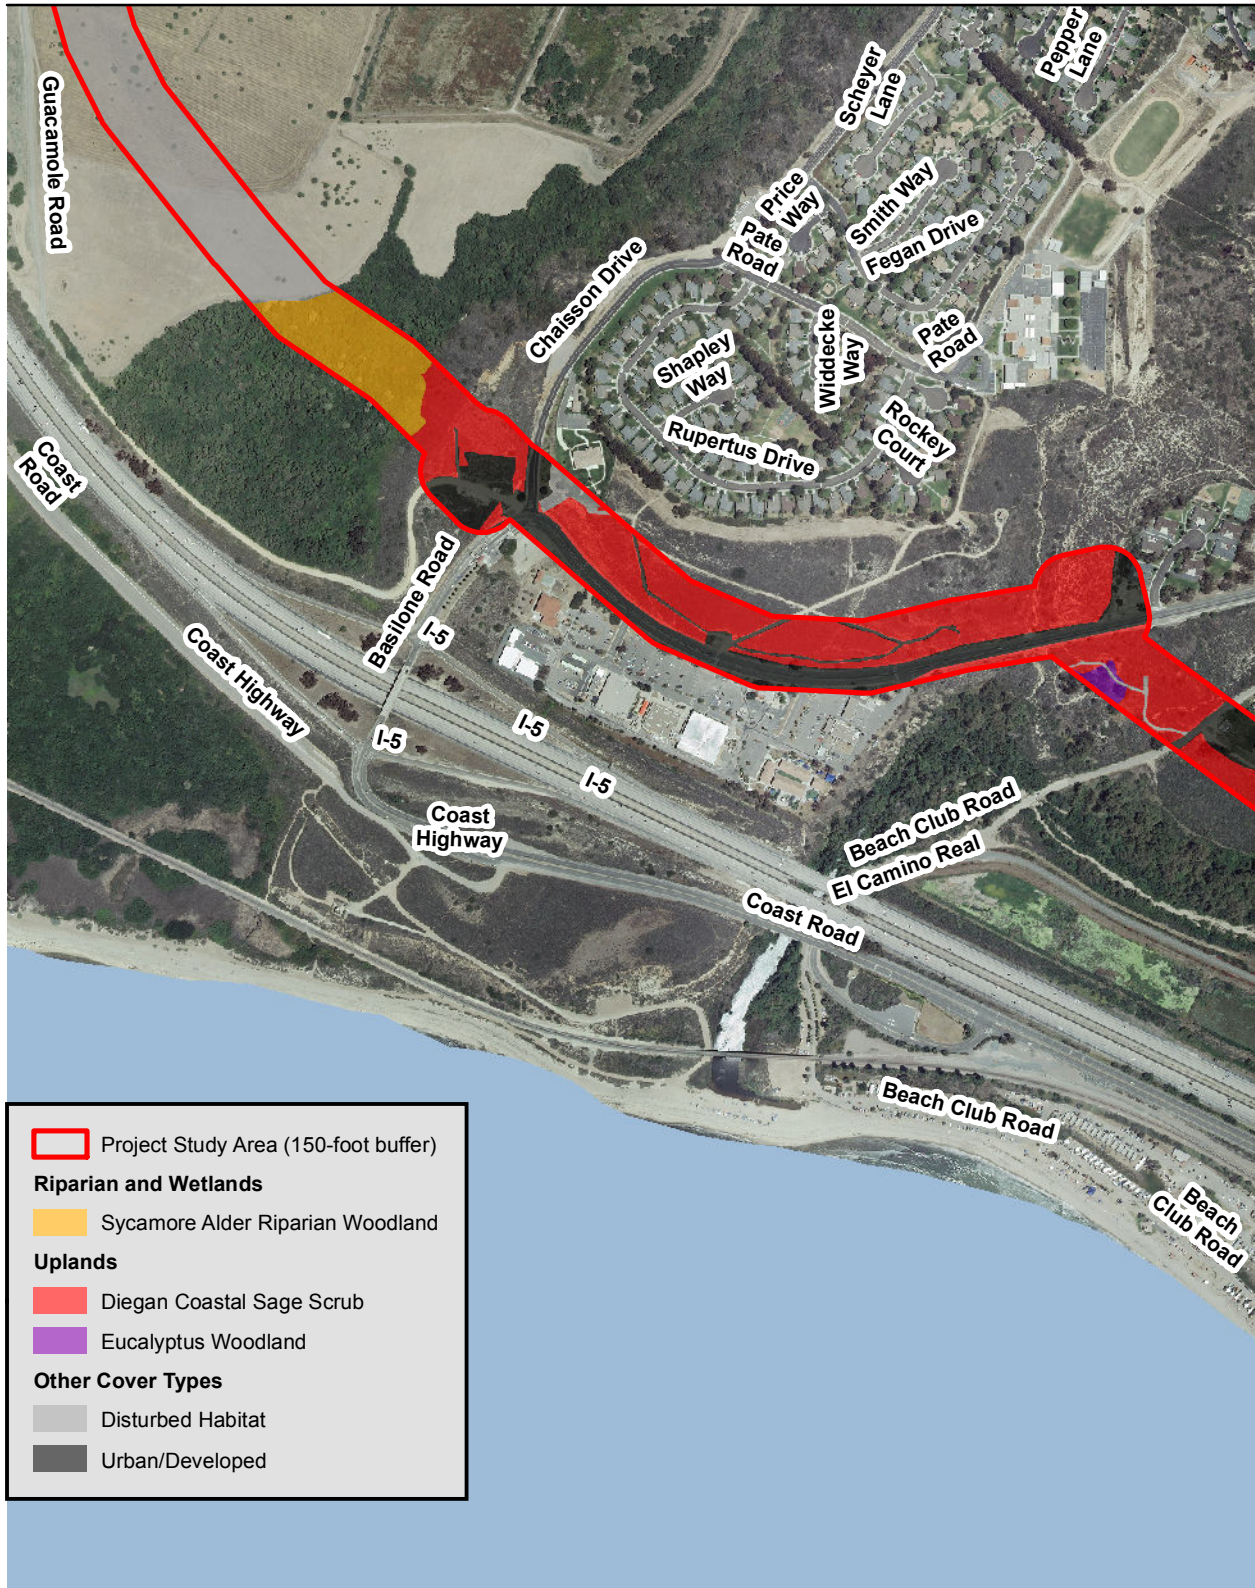 Pepper
Lane
Scheyer
Lane
Guacamole Road
Price
Way
Smith Way
Pate
Road
Fegan Drive
Chaisson Drive
Pate
Road
Widdecke
Way
Shapley
Way
Rockey
Court
Rupertus Drive
Coast
Road
Basilone Road
I-5
Coast Highway
I-5
I-5
I-5
Coast
Highway
Beach Club Road
El Camino Real
Coast Road
Beach Club Road
Beach
Club Road
Project Study Area (150-foot buffer)
Riparian and Wetlands
Sycamore Alder Riparian Woodland
Uplands
Diegan Coastal Sage Scrub
Eucalyptus Woodland
Other Cover Types
Disturbed Habitat
Urban/Developed